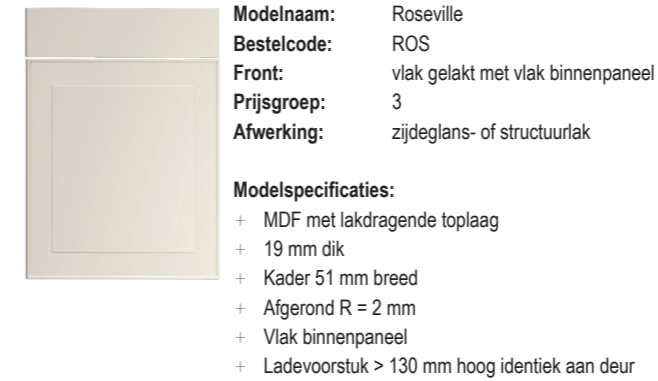 Modelnaam: Roseville
Bestelcode: ROS
Front: vlak gelakt met vlak binnenpaneel
Prijsgroep: 3
Afwerking: zijdeglans- of structuurlak
Modelspecificaties:
+ MDF met lakdragende toplaag
+ 19 mm dik
+ Kader 51 mm breed
+ Afgerond R = 2 mm
+ Vlak binnenpaneel
+ Ladevoorstuk > 130 mm hoog identiek aan deur